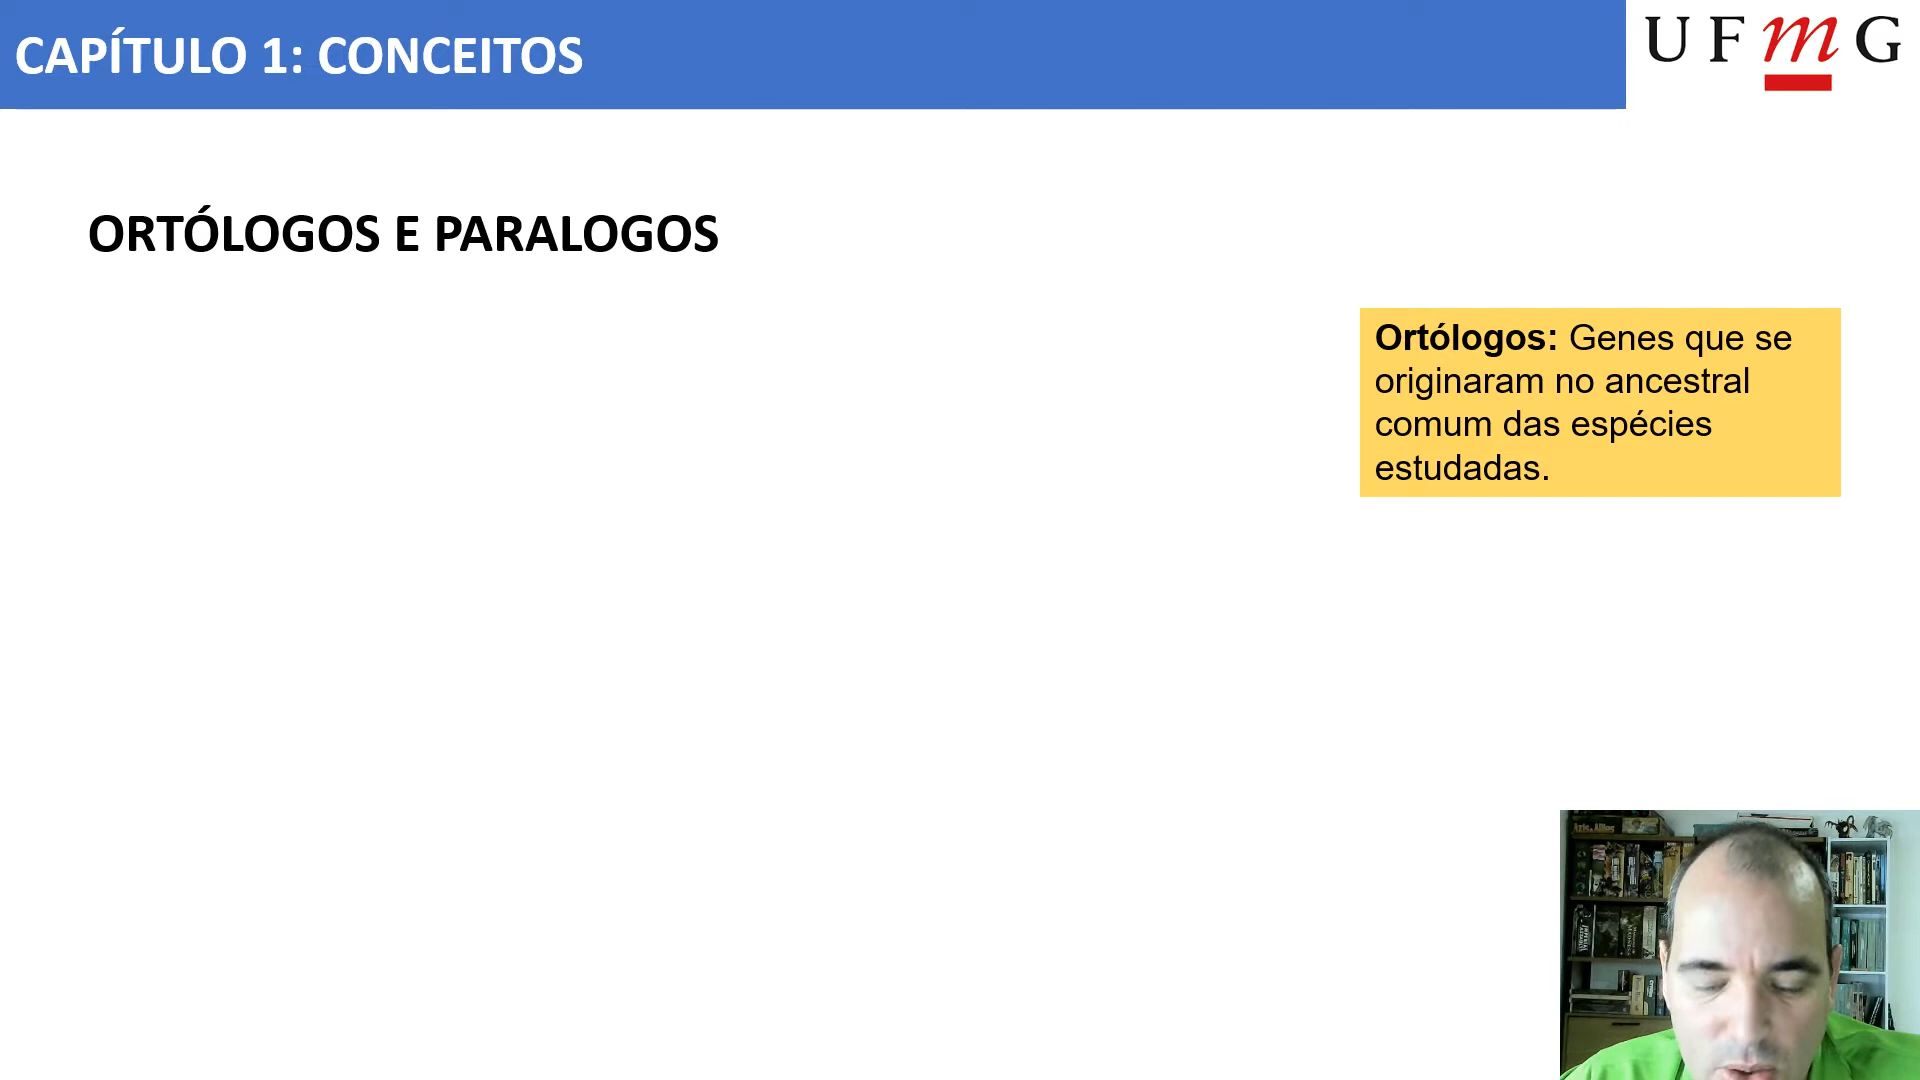 CAPÍTULO 1: CONCEITOS
UFmG
ORTÓLOGOS E PARALOGOS
Ortólogos: Genes que se
originaram no ancestral
comum das espécies
estudadas.